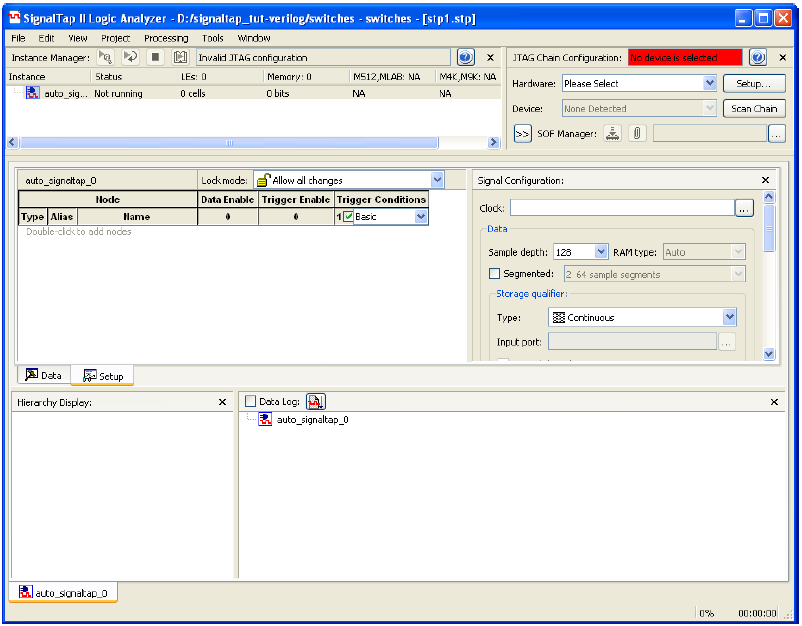 SignalTap II Logic Analyzer - D:/signaltap_tut-verilog/switches - switches - [stp1.stp]
File Edit View Project Processing Tools Window
Instance Manager: Invalid JTAG configuration
Instance Status LEs: 0 Memory: 0 M512,MLAB: NA M4K,M9K: NA
auto_sig... Not running 0 cells 0 bits NA NA
JTAG Chain Configuration: No device is selected
Hardware: Please Select Setup...
Device: None Detected Scan Chain
>> SOF Manager: ...
auto_signaltap_0 Lock mode: Allow all changes
Node Data Enable Trigger Enable Trigger Conditions
Type Alias Name 0 0 1 Basic
Double-click to add nodes
Signal Configuration:
Clock: ...
Data
Sample depth: 128 RAM type: Auto
Segmented: 2 64 sample segments
Storage qualifier:
Type: Continuous
Input port: ...
Data Setup
Hierarchy Display:
Data Log:
auto_signaltap_0
auto_signaltap_0
0% 00:00:00